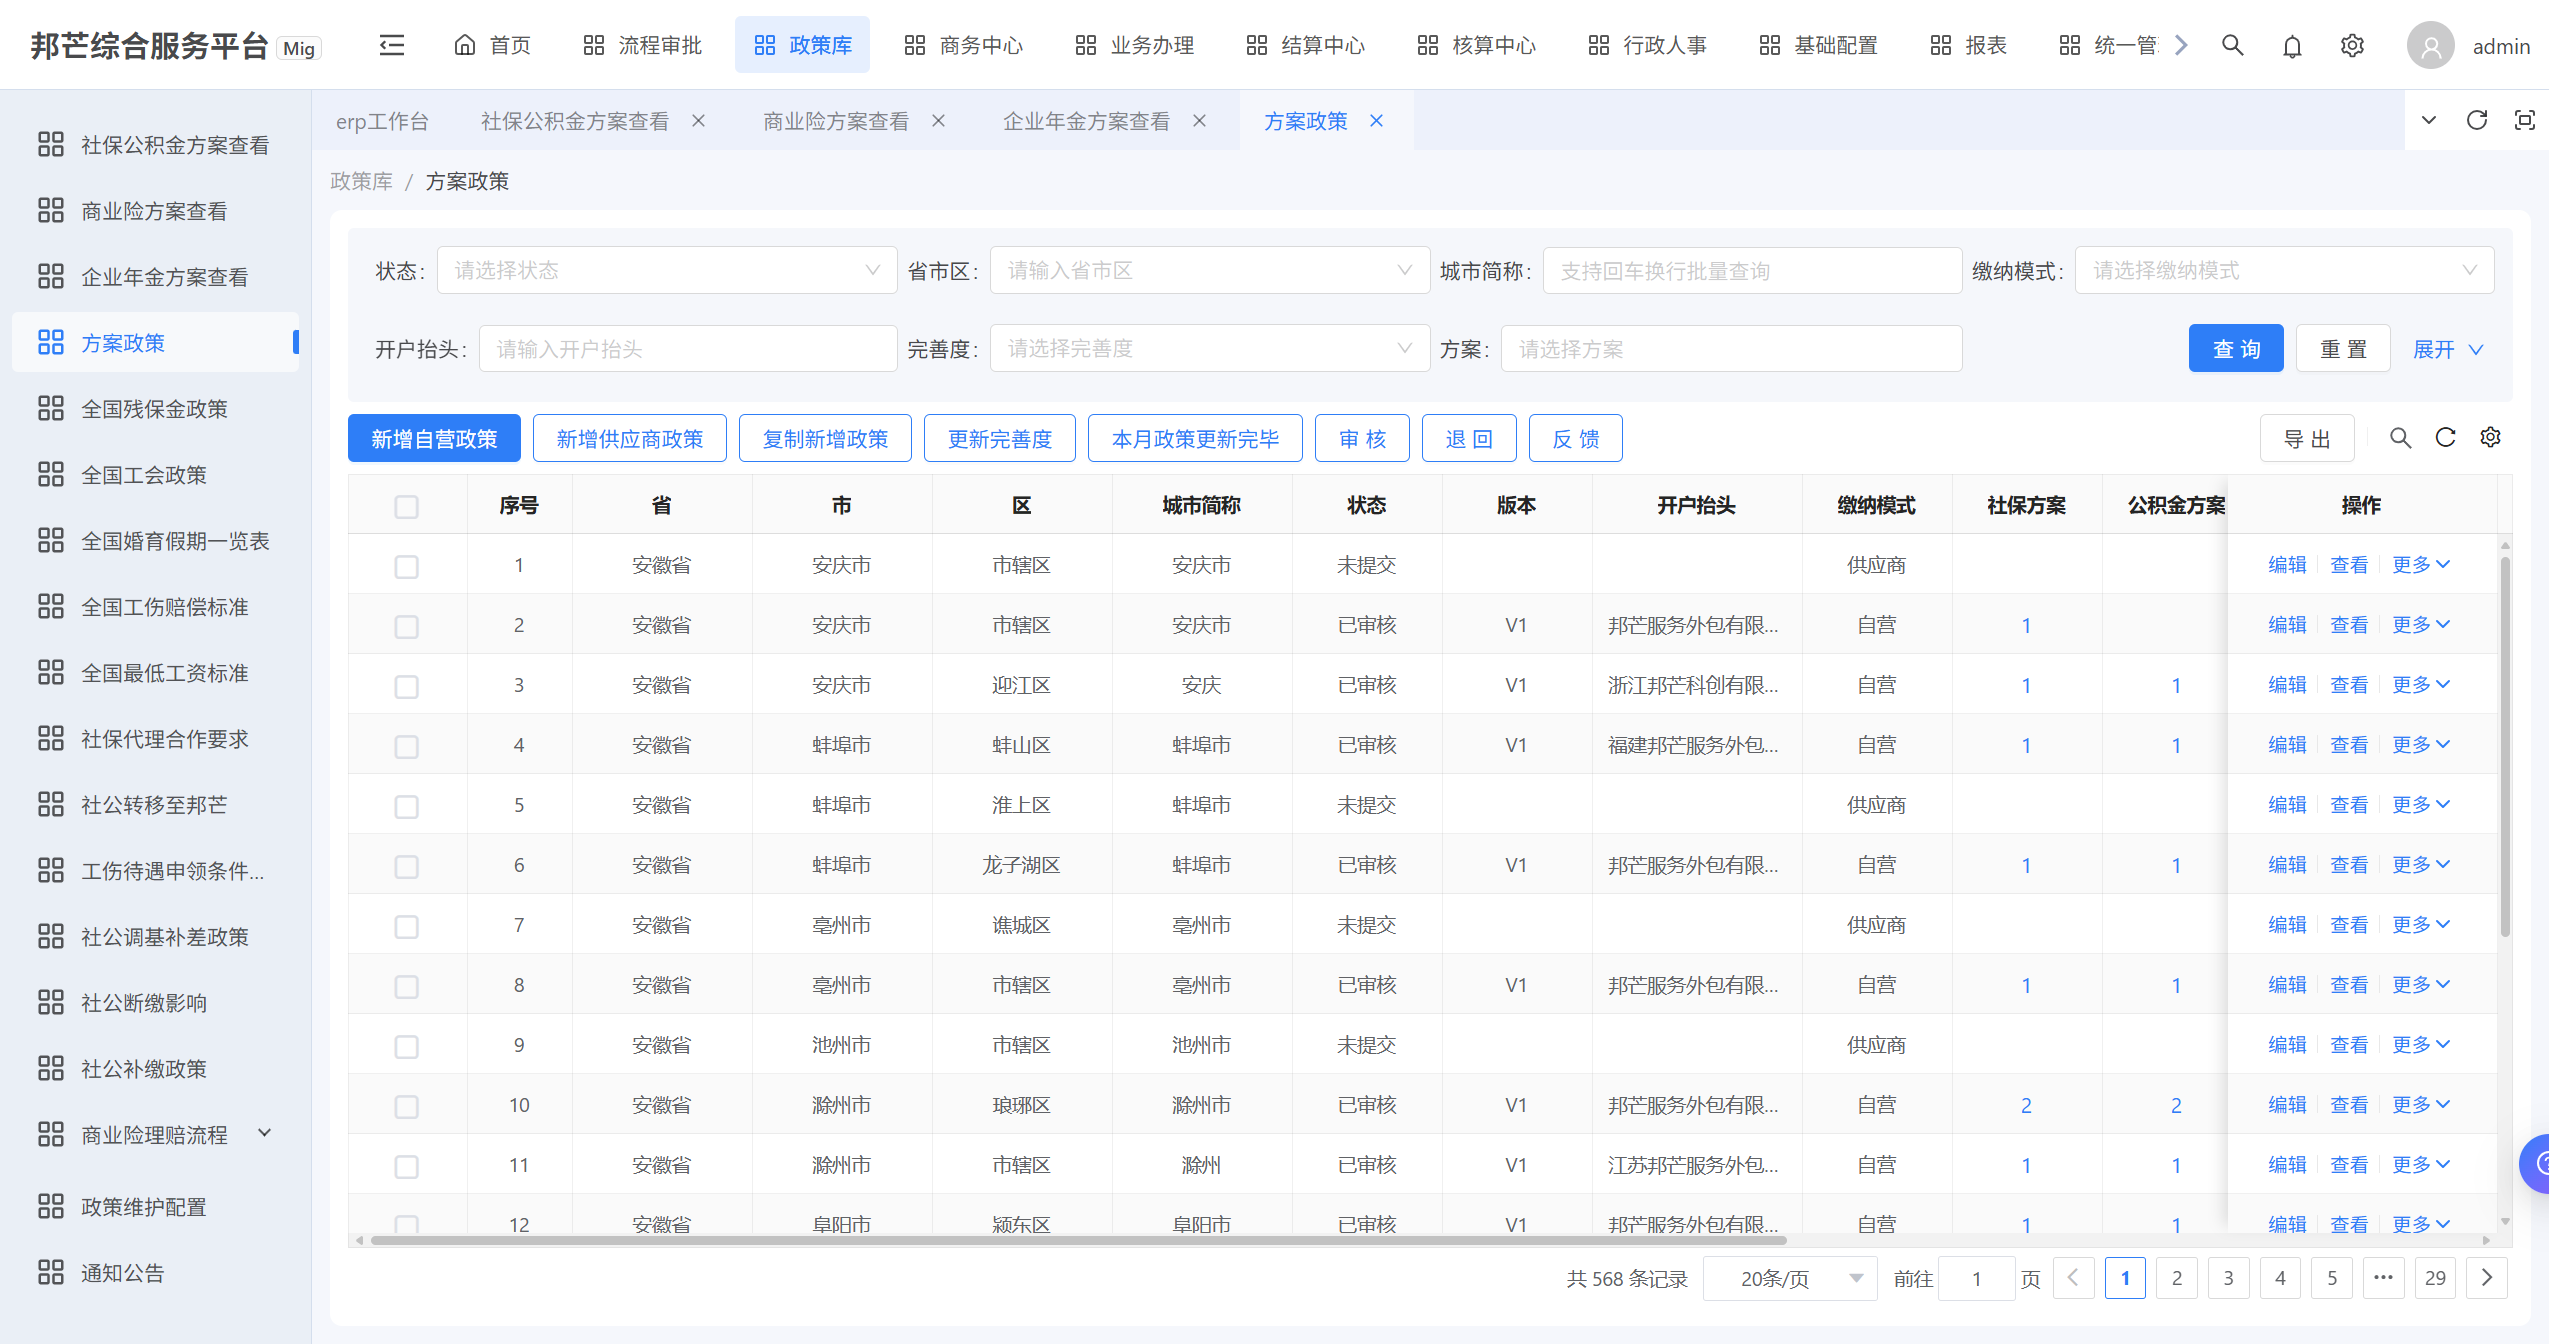 邦芒综合服务平台 Mig 首页 流程审批 政策库 商务中心 业务办理 结算中心 核算中心 行政人事 基础配置 报表 统一管 admin
erp工作台 社保公积金方案查看 商业险方案查看 企业年金方案查看 方案政策
社保公积金方案查看
商业险方案查看
企业年金方案查看
方案政策
全国残保金政策
全国工会政策
全国婚育假期一览表
全国工伤赔偿标准
全国最低工资标准
社保代理合作要求
社公转移至邦芒
工伤待遇申领条件...
社公调基补差政策
社公断缴影响
社公补缴政策
商业险理赔流程
政策维护配置
通知公告
政策库 / 方案政策
状态: 请选择状态 省市区: 请输入省市区 城市简称: 支持回车换行批量查询 缴纳模式: 请选择缴纳模式
开户抬头: 请输入开户抬头 完善度: 请选择完善度 方案: 请选择方案 查 询 重 置 展开
新增自营政策 新增供应商政策 复制新增政策 更新完善度 本月政策更新完毕 审 核 退 回 反 馈 导 出
序号 省 市 区 城市简称 状态 版本 开户抬头 缴纳模式 社保方案 公积金方案 操作
1 安徽省 安庆市 市辖区 安庆市 未提交 供应商 编辑 查看 更多
2 安徽省 安庆市 市辖区 安庆市 已审核 V1 邦芒服务外包有限... 自营 1 编辑 查看 更多
3 安徽省 安庆市 迎江区 安庆 已审核 V1 浙江邦芒科创有限... 自营 1 1 编辑 查看 更多
4 安徽省 蚌埠市 蚌山区 蚌埠市 已审核 V1 福建邦芒服务外包... 自营 1 1 编辑 查看 更多
5 安徽省 蚌埠市 淮上区 蚌埠市 未提交 供应商 编辑 查看 更多
6 安徽省 蚌埠市 龙子湖区 蚌埠市 已审核 V1 邦芒服务外包有限... 自营 1 1 编辑 查看 更多
7 安徽省 亳州市 谯城区 亳州市 未提交 供应商 编辑 查看 更多
8 安徽省 亳州市 市辖区 亳州市 已审核 V1 邦芒服务外包有限... 自营 1 1 编辑 查看 更多
9 安徽省 池州市 市辖区 池州市 未提交 供应商 编辑 查看 更多
10 安徽省 滁州市 琅琊区 滁州市 已审核 V1 邦芒服务外包有限... 自营 2 2 编辑 查看 更多
11 安徽省 滁州市 市辖区 滁州 已审核 V1 江苏邦芒服务外包... 自营 1 1 编辑 查看 更多
12 安徽省 阜阳市 颍东区 阜阳市 已审核 V1 邦芒服务外包有限... 自营 1 1 编辑 查看 更多
共 568 条记录 20条/页 前往 1 页 1 2 3 4 5 ••• 29